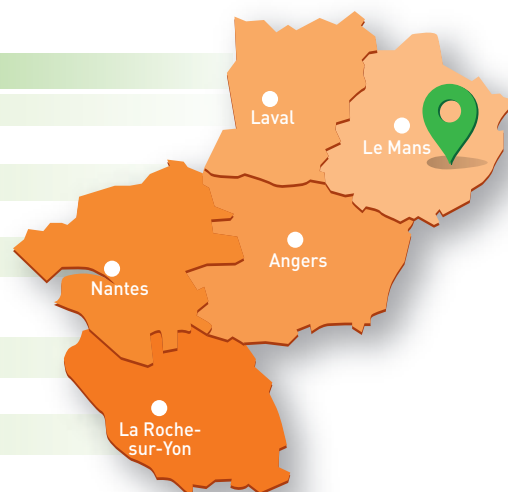 Laval
Le Mans
Angers
Nantes
La Roche-
sur-Yon